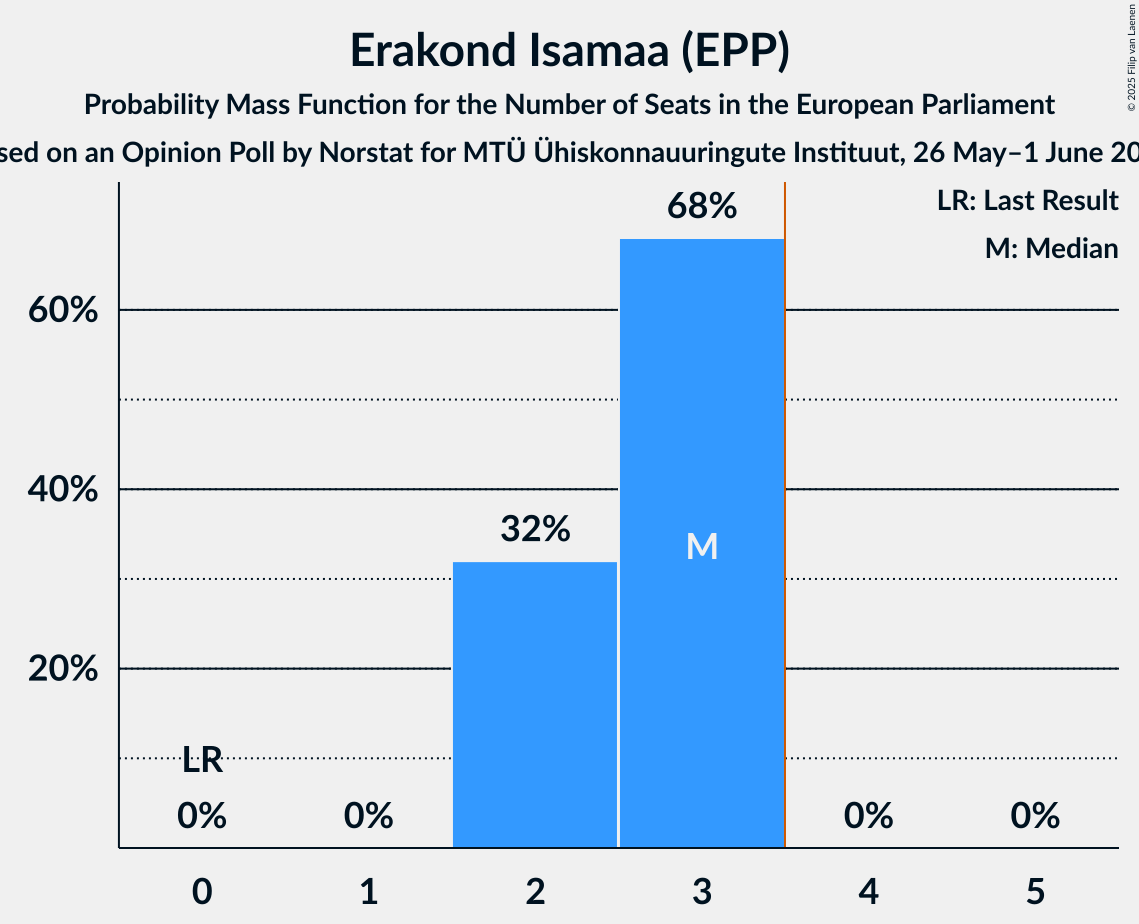 Erakond Isamaa (EPP)
Probability Mass Function for the Number of Seats in the European Parliament
sed on an Opinion Poll by Norstat for MTÜ Ühiskonnauuringute Instituut, 26 May–1 June 20
© 2025 Filip van Laenen
LR: Last Result
M: Median
68%
60%
40%
32%
M
20%
LR
0% 0% 0% 0%
0 1 2 3 4 5